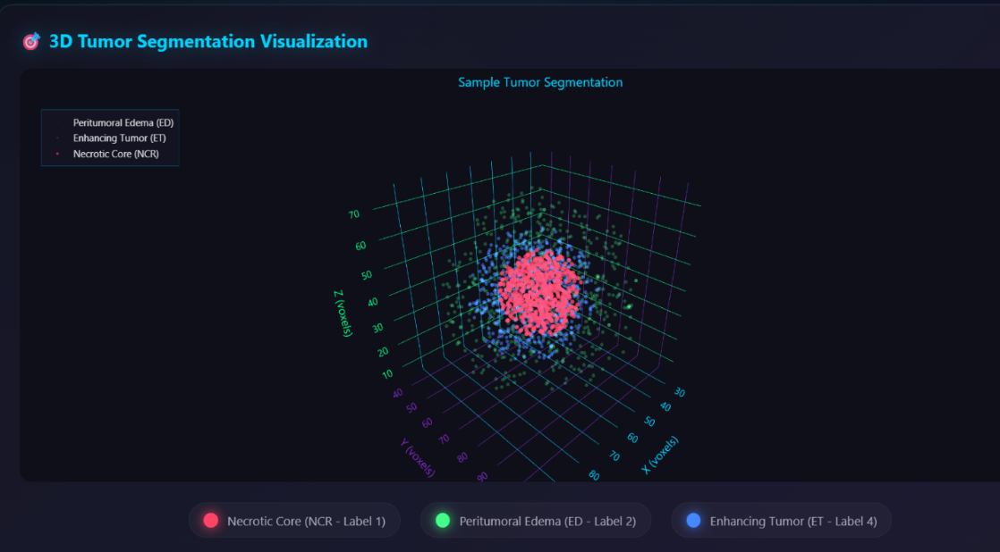 3D Tumor Segmentation Visualization
Sample Tumor Segmentation
Peritumoral Edema (ED)
Enhancing Tumor (ET)
Necrotic Core (NCR)
70
60
50
40
30
20
10
Z (voxels)
40
50
60
70
80
90
Y (voxels)
30
40
50
60
70
80
X (voxels)
Necrotic Core (NCR - Label 1)
Peritumoral Edema (ED - Label 2)
Enhancing Tumor (ET - Label 4)